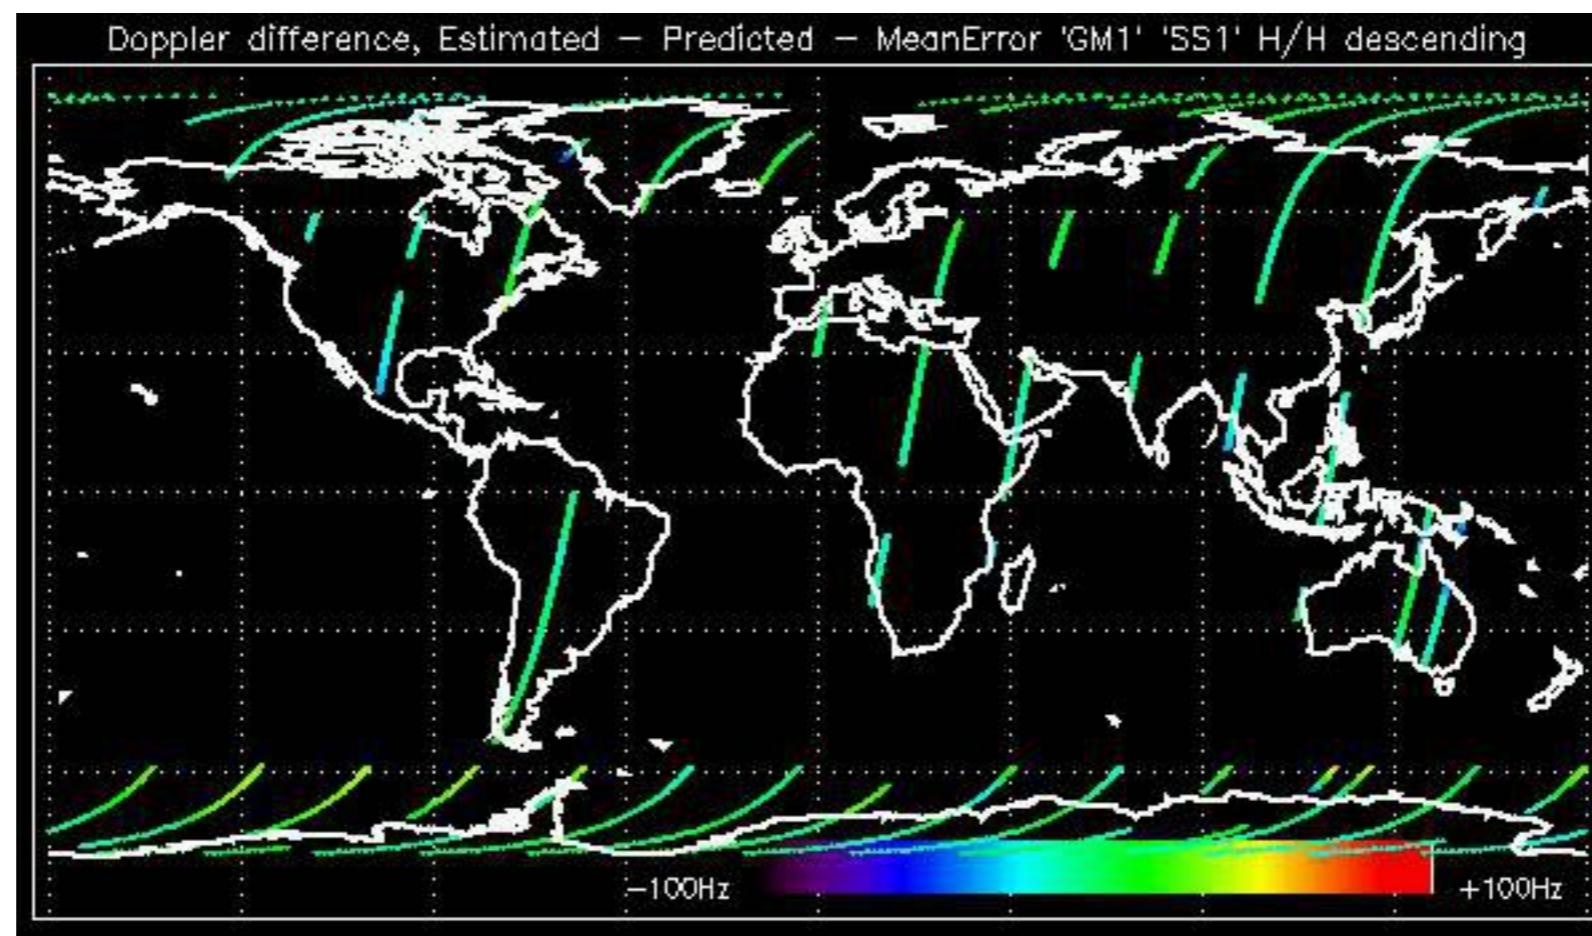 Doppler difference, Estimated – Predicted – MeanError 'GM1' 'SS1' H/H descending
–100Hz
+100Hz